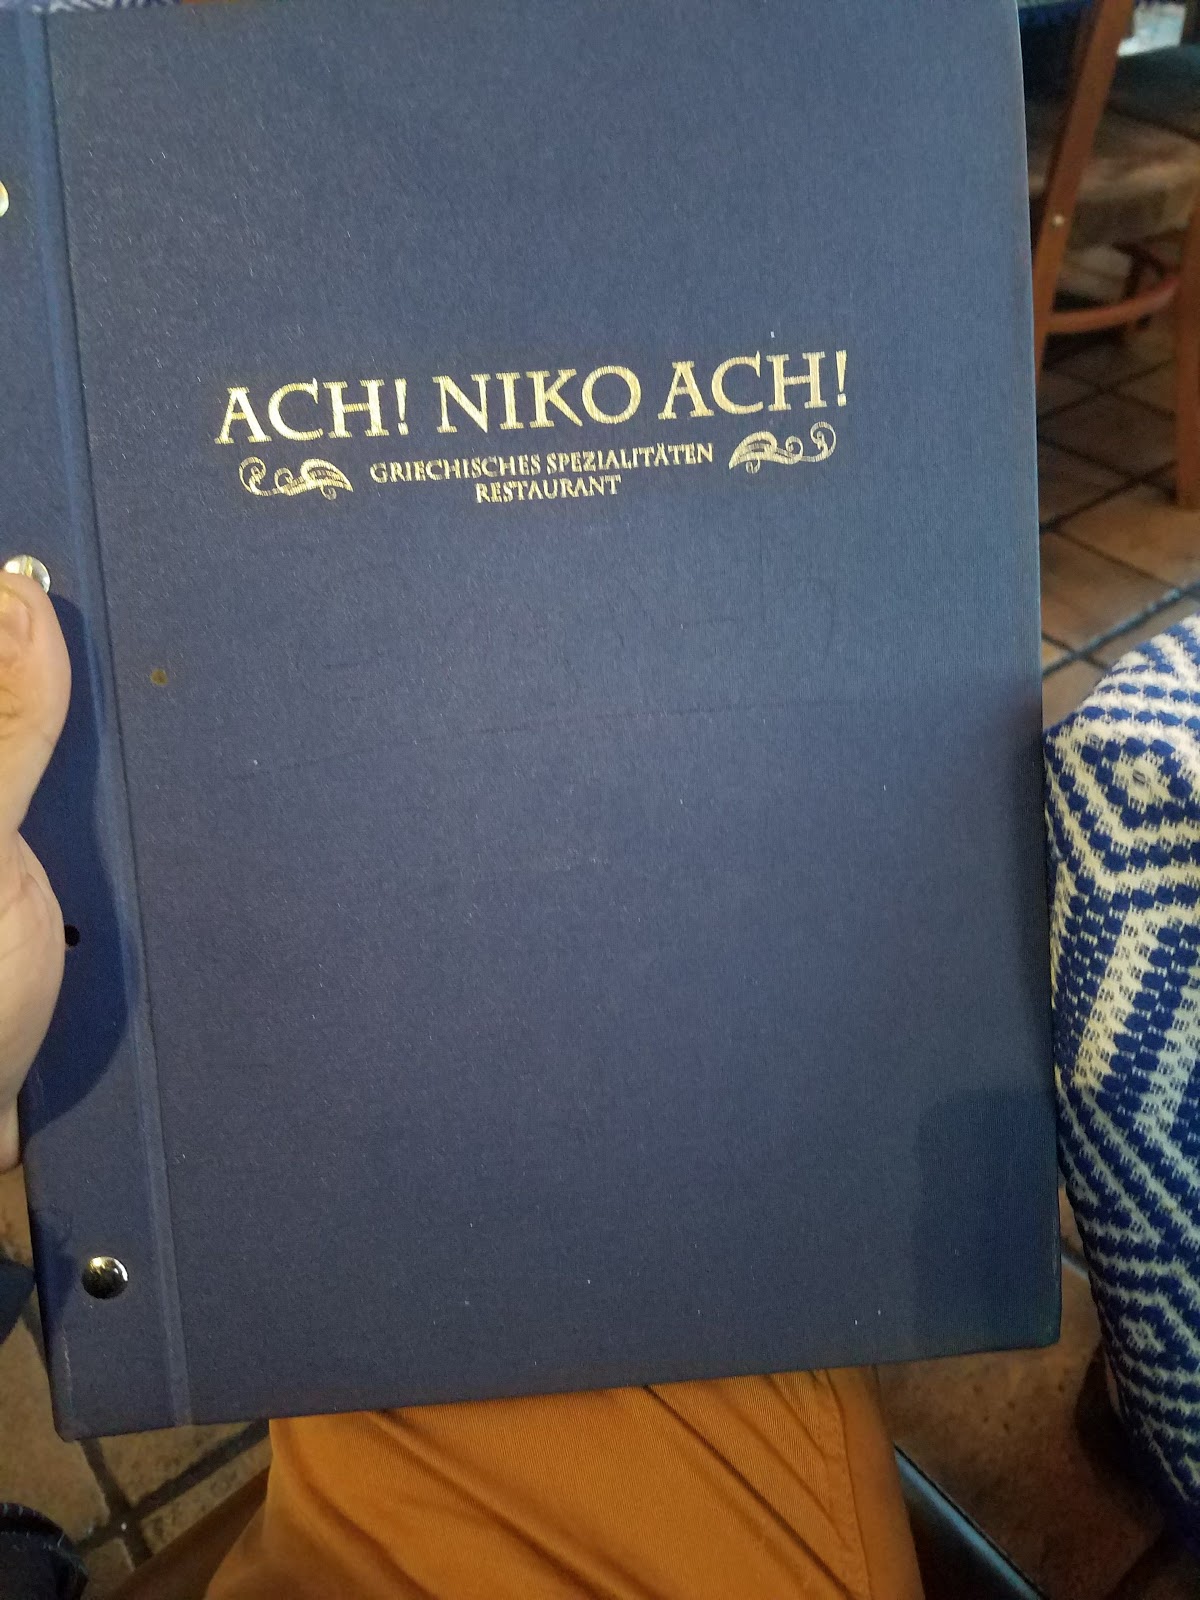 ACH! NIKO ACH!
GRIECHISCHES SPEZIALITÄTEN
RESTAURANT